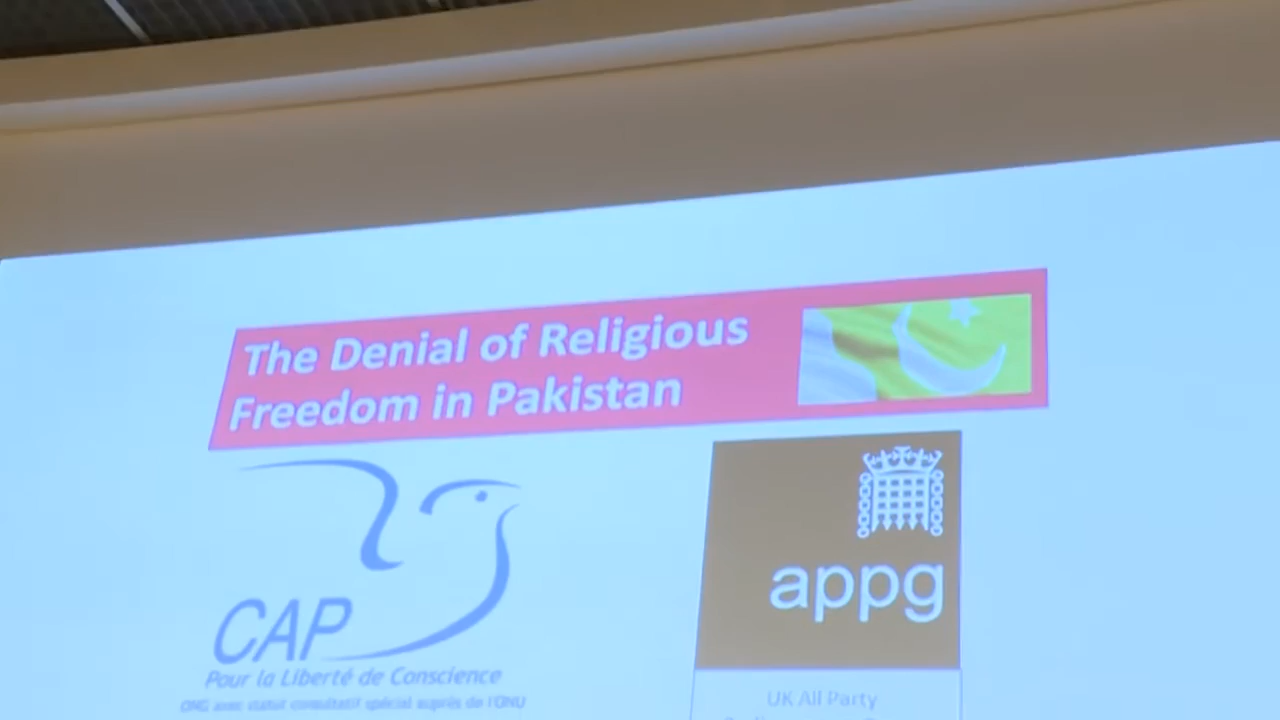 The Denial of Religious
Freedom in Pakistan
CAP
Pour la Liberté de Conscience
ONG avec statut consultatif spécial auprès de l'ONU
appg
UK All Party